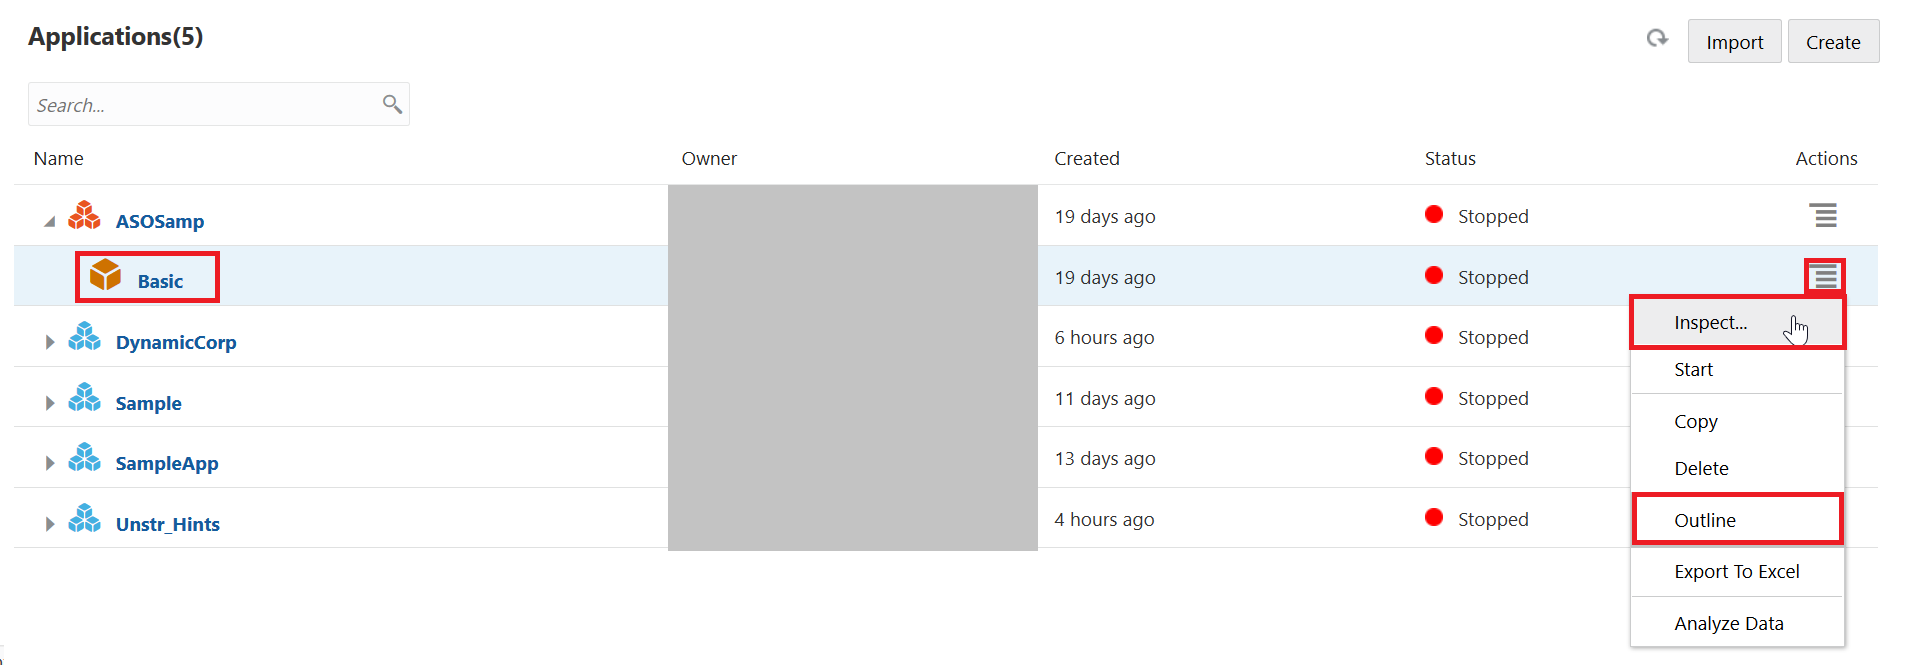 Applications(5)
Import
Create
Search...
Name Owner Created Status Actions
ASOSamp 19 days ago Stopped
Basic 19 days ago Stopped
DynamicCorp 6 hours ago Stopped
Sample 11 days ago Stopped
SampleApp 13 days ago Stopped
Unstr_Hints 4 hours ago Stopped
Inspect...
Start
Copy
Delete
Outline
Export To Excel
Analyze Data